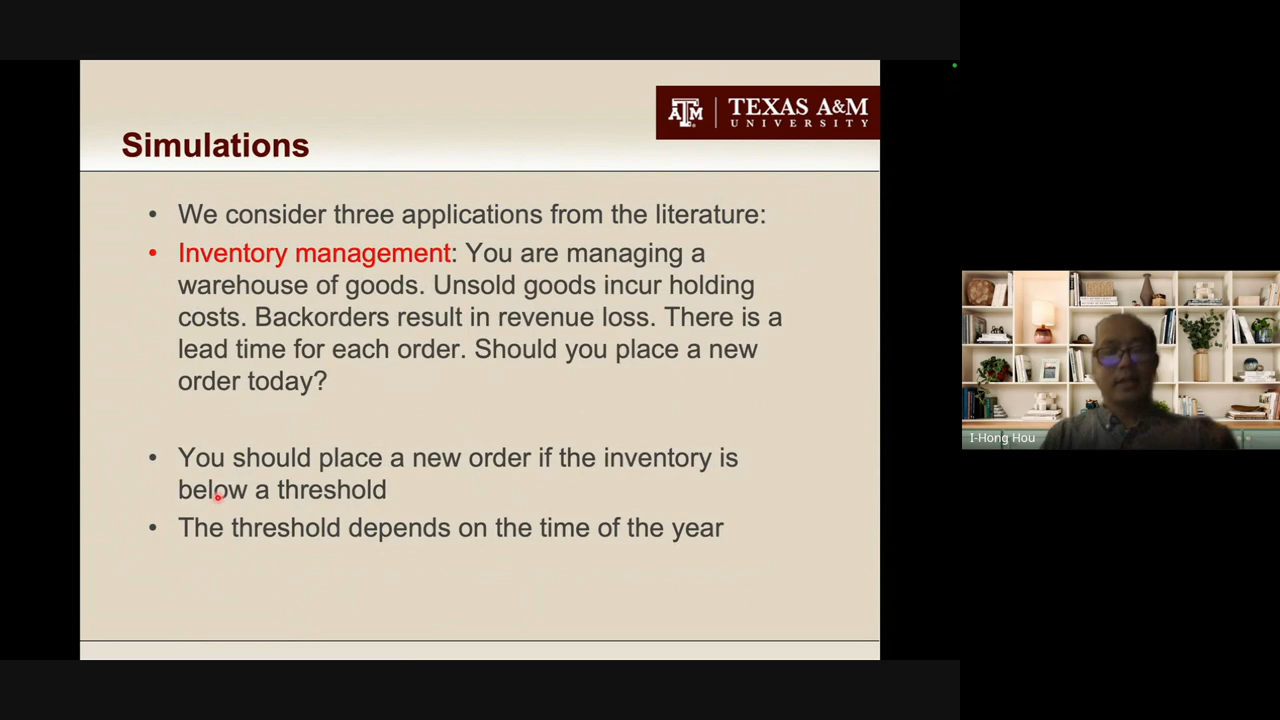 TEXAS A&M
UNIVERSITY
Simulations
• We consider three applications from the literature:
• Inventory management: You are managing a
warehouse of goods. Unsold goods incur holding
costs. Backorders result in revenue loss. There is a
lead time for each order. Should you place a new
order today?
• You should place a new order if the inventory is
below a threshold
• The threshold depends on the time of the year
I-Hong Hou